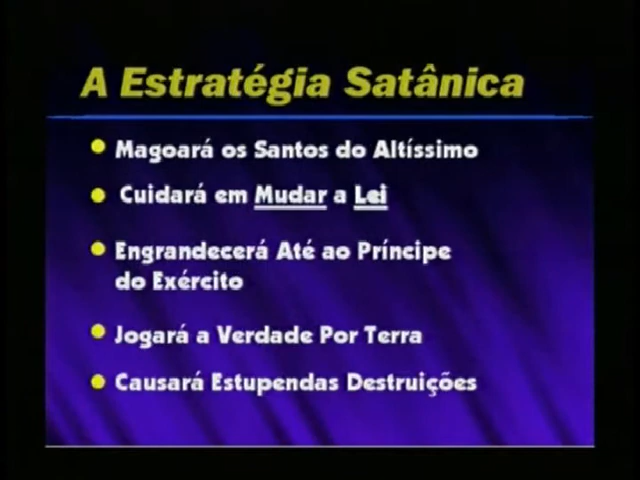 A Estratégia Satânica
Magoará os Santos do Altíssimo
Cuidará em Mudar a Lei
Engrandecerá Até ao Príncipe
do Exército
Jogará a Verdade Por Terra
Causará Estupendas Destruições